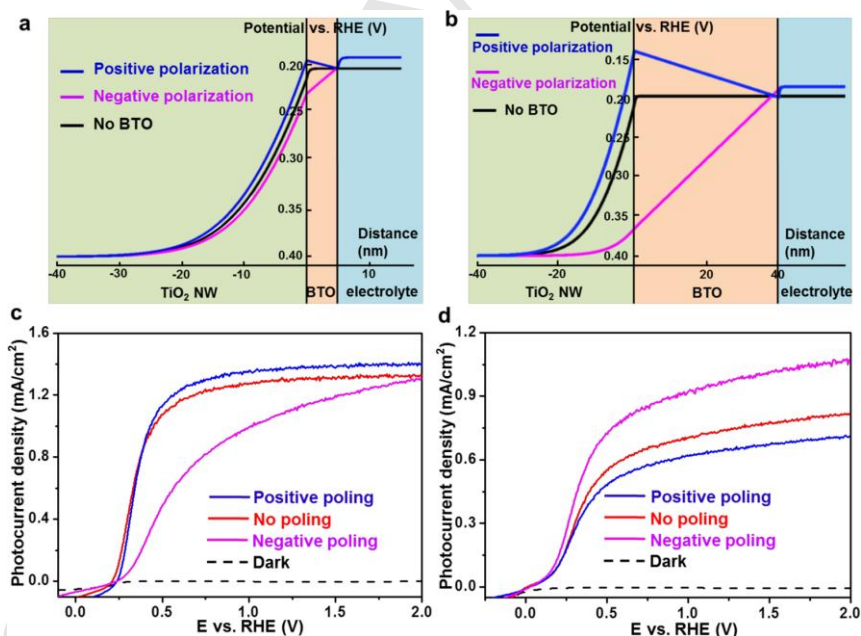 a
Potential vs. RHE (V)
Positive polarization
Negative polarization
No BTO
0.20
0.25
0.30
0.35
0.40
Distance
(nm)
-40
-30
-20
-10
10
TiO₂ NW
BTO
electrolyte
b
Potential vs. RHE (V)
Positive polarization
Negative polarization
No BTO
0.15
0.20
0.25
0.30
0.35
0.40
Distance
(nm)
-40
-20
20
40
TiO₂ NW
BTO
electrolyte
c
Photocurrent density (mA/cm²)
1.6
1.2
0.8
0.4
0.0
Positive poling
No poling
Negative poling
Dark
0.0
0.5
1.0
1.5
2.0
E vs. RHE (V)
d
Photocurrent density (mA/cm²)
1.2
0.9
0.6
0.3
0.0
Positive poling
No poling
Negative poling
Dark
0.0
0.5
1.0
1.5
2.0
E vs. RHE (V)